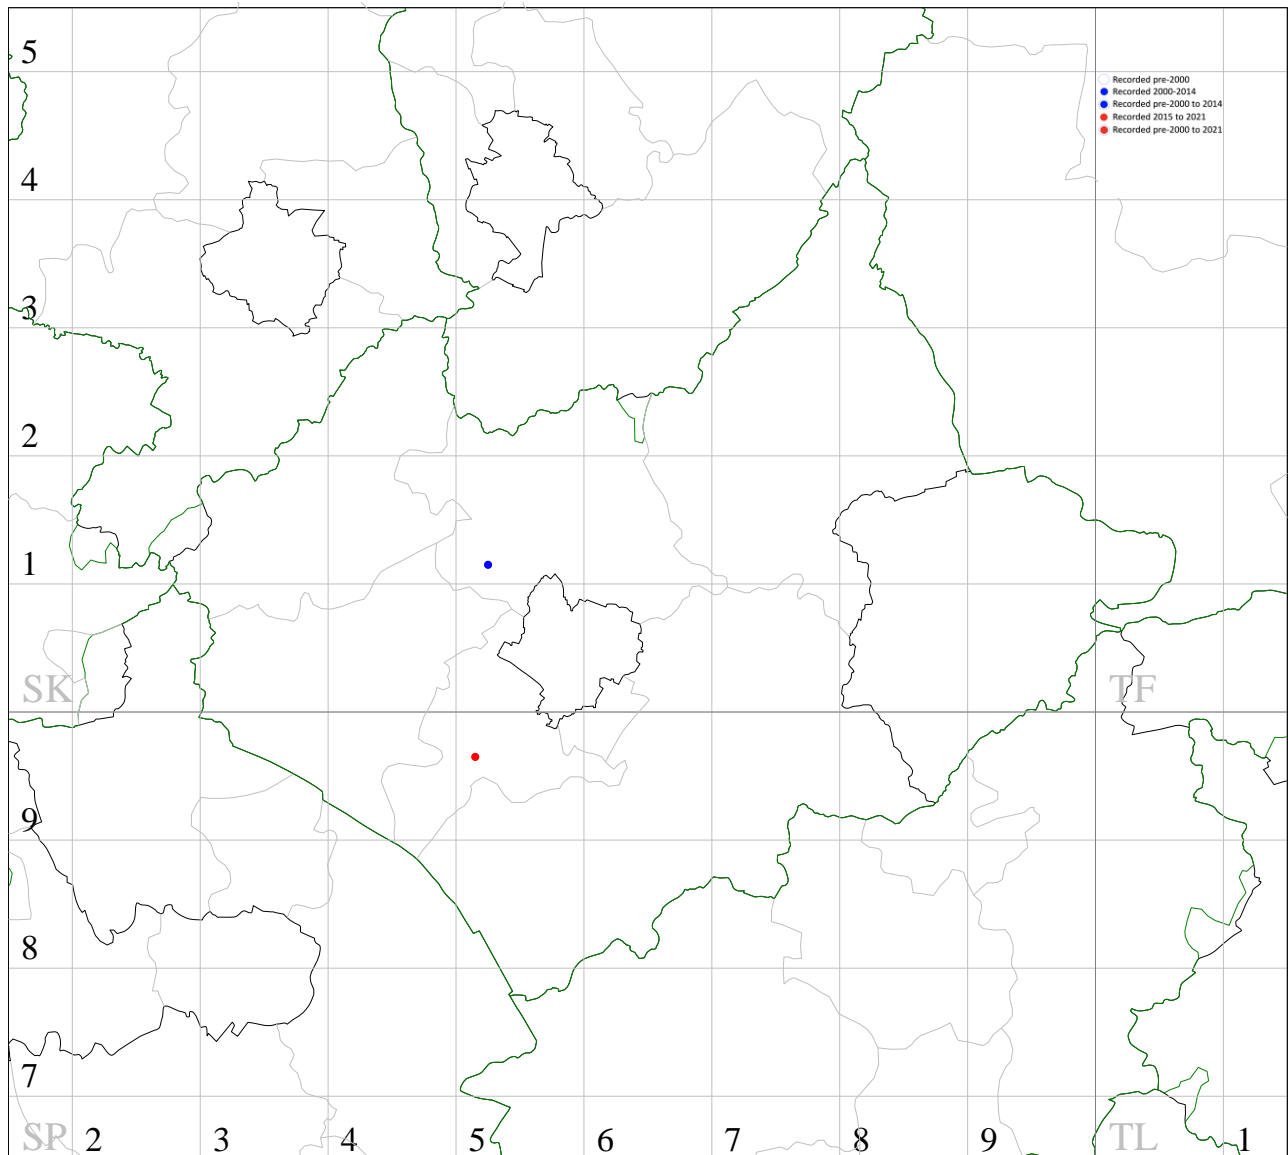 5
Recorded pre-2000
Recorded 2000-2014
Recorded pre-2000 to 2014
Recorded 2015 to 2021
Recorded pre-2000 to 2021
4
3
2
1
SK
TF
9
8
7
SP 2 3 4 5 6 7 8 9 TL 1